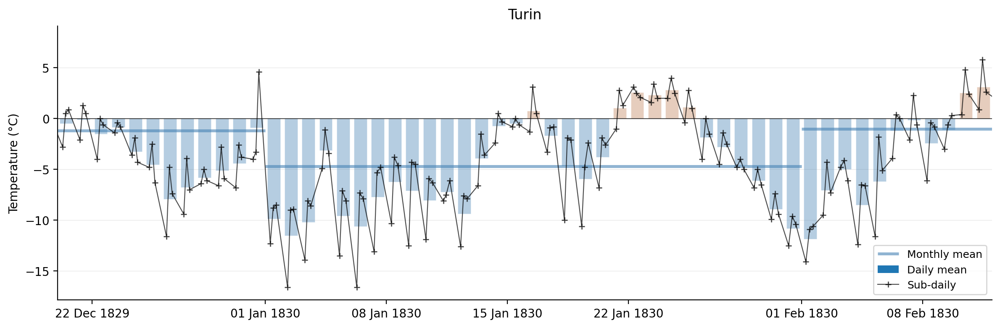 Turin
Temperature (°C)
5
0
−5
−10
−15
22 Dec 1829
01 Jan 1830
08 Jan 1830
15 Jan 1830
22 Jan 1830
01 Feb 1830
08 Feb 1830
Monthly mean
Daily mean
Sub-daily